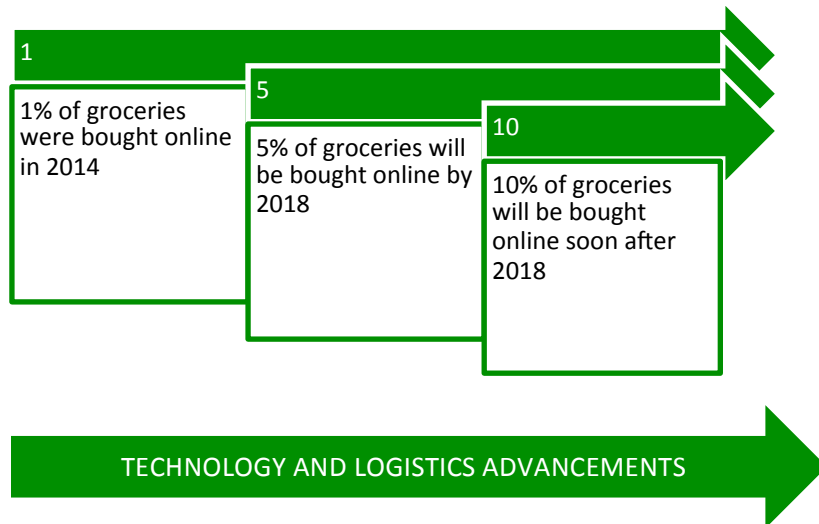 1
1% of groceries
were bought online
in 2014
5
5% of groceries will
be bought online by
2018
10
10% of groceries
will be bought
online soon after
2018
TECHNOLOGY AND LOGISTICS ADVANCEMENTS